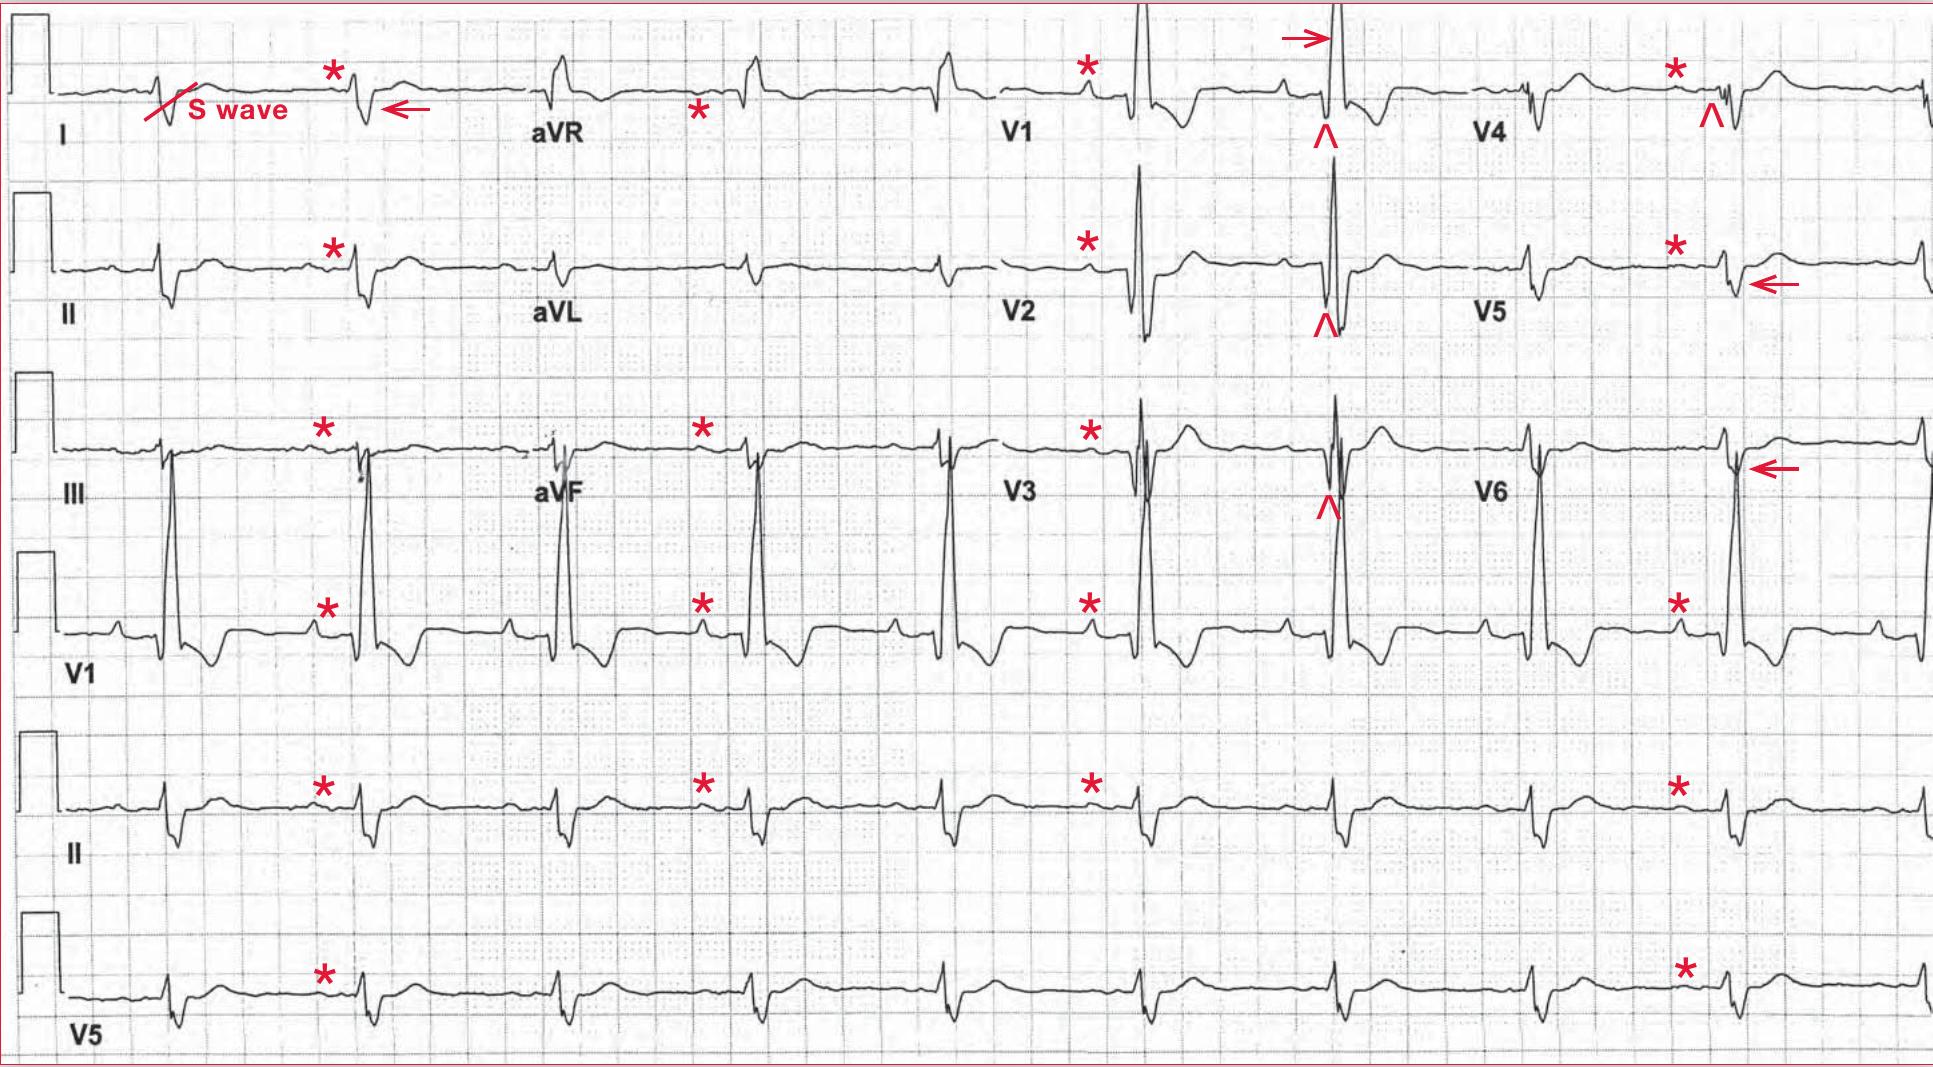 S wave
I aVR V1 V4
II aVL V2 V5
III aVF V3 V6
V1
II
V5